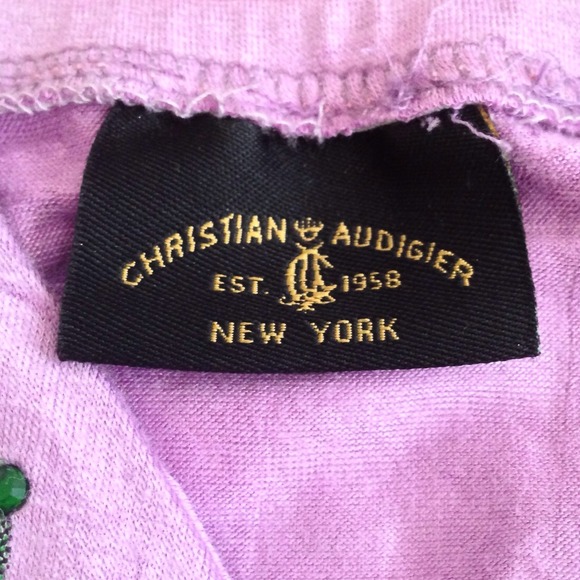 CHRISTIAN AUDIGIER
EST. 1958
NEW YORK